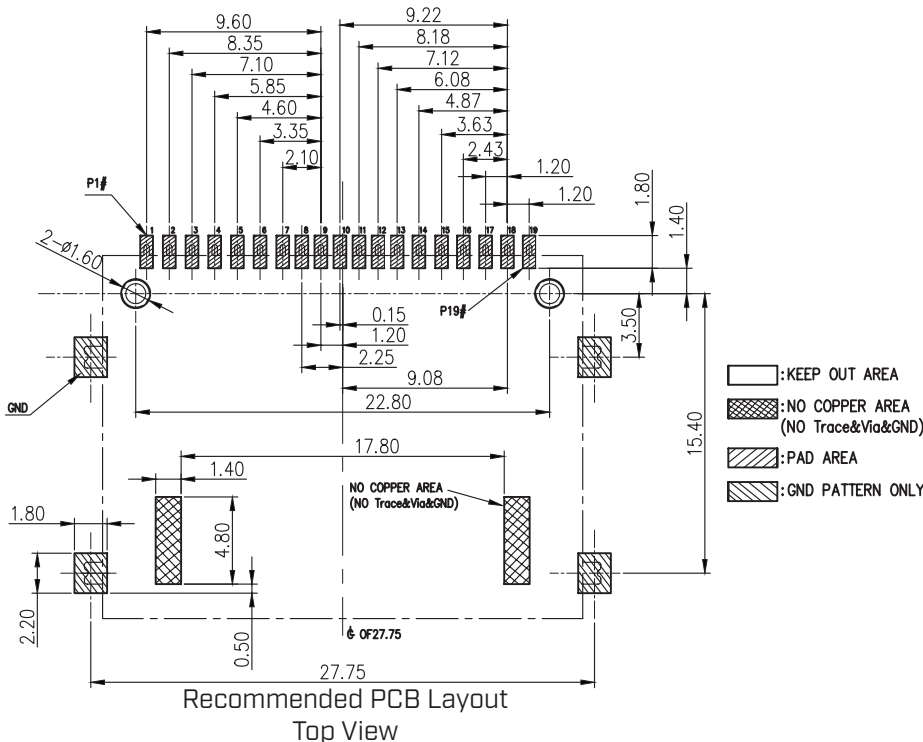 9.60
9.22
8.35
8.18
7.10
7.12
5.85
6.08
4.60
4.87
3.35
3.63
2.10
2.43
1.20
1.20
1.80
1.40
P1#
1 2 3 4 5 6 7 8 9 10 11 12 13 14 15 16 17 18 19
2-ø1.60
P19#
0.15
1.20
3.50
2.25
9.08
GND
22.80
:KEEP OUT AREA
:NO COPPER AREA
(NO Trace&Via&GND)
:PAD AREA
:GND PATTERN ONLY
15.40
17.80
1.40
NO COPPER AREA
(NO Trace&Via&GND)
1.80
4.80
2.20
0.50
OF27.75
27.75
Recommended PCB Layout
Top View